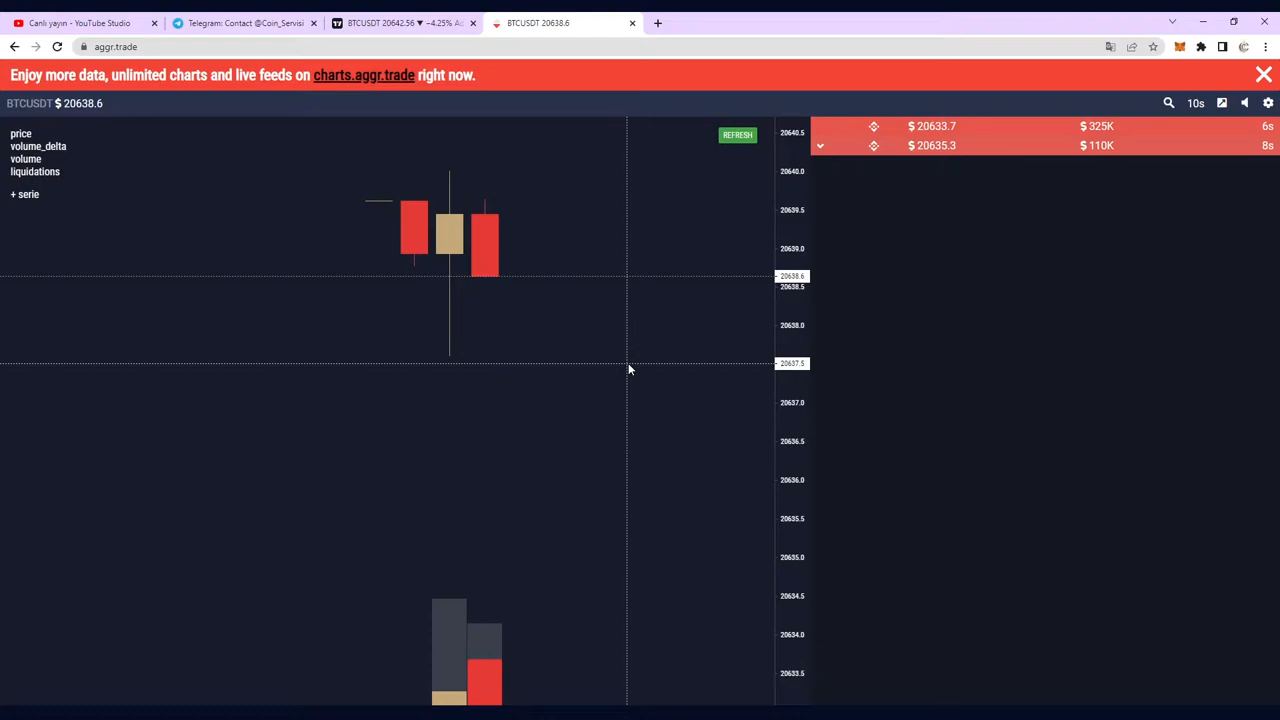 Canlı yayın - YouTube Studio
Telegram: Contact @Coin_Servisi
BTCUSDT 20642.56 ▼ −4.25% A
BTCUSDT 20638.6
aggr.trade
Enjoy more data, unlimited charts and live feeds on charts.aggr.trade right now.
BTCUSDT $ 20638.6
10s
price
volume_delta
volume
liquidations
+ serie
REFRESH
$ 20633.7 $ 325K 6s
$ 20635.3 $ 110K 8s
20640.5
20640.0
20639.5
20639.0
20638.6
20638.5
20638.0
20637.5
20637.0
20636.5
20636.0
20635.5
20635.0
20634.5
20634.0
20633.5